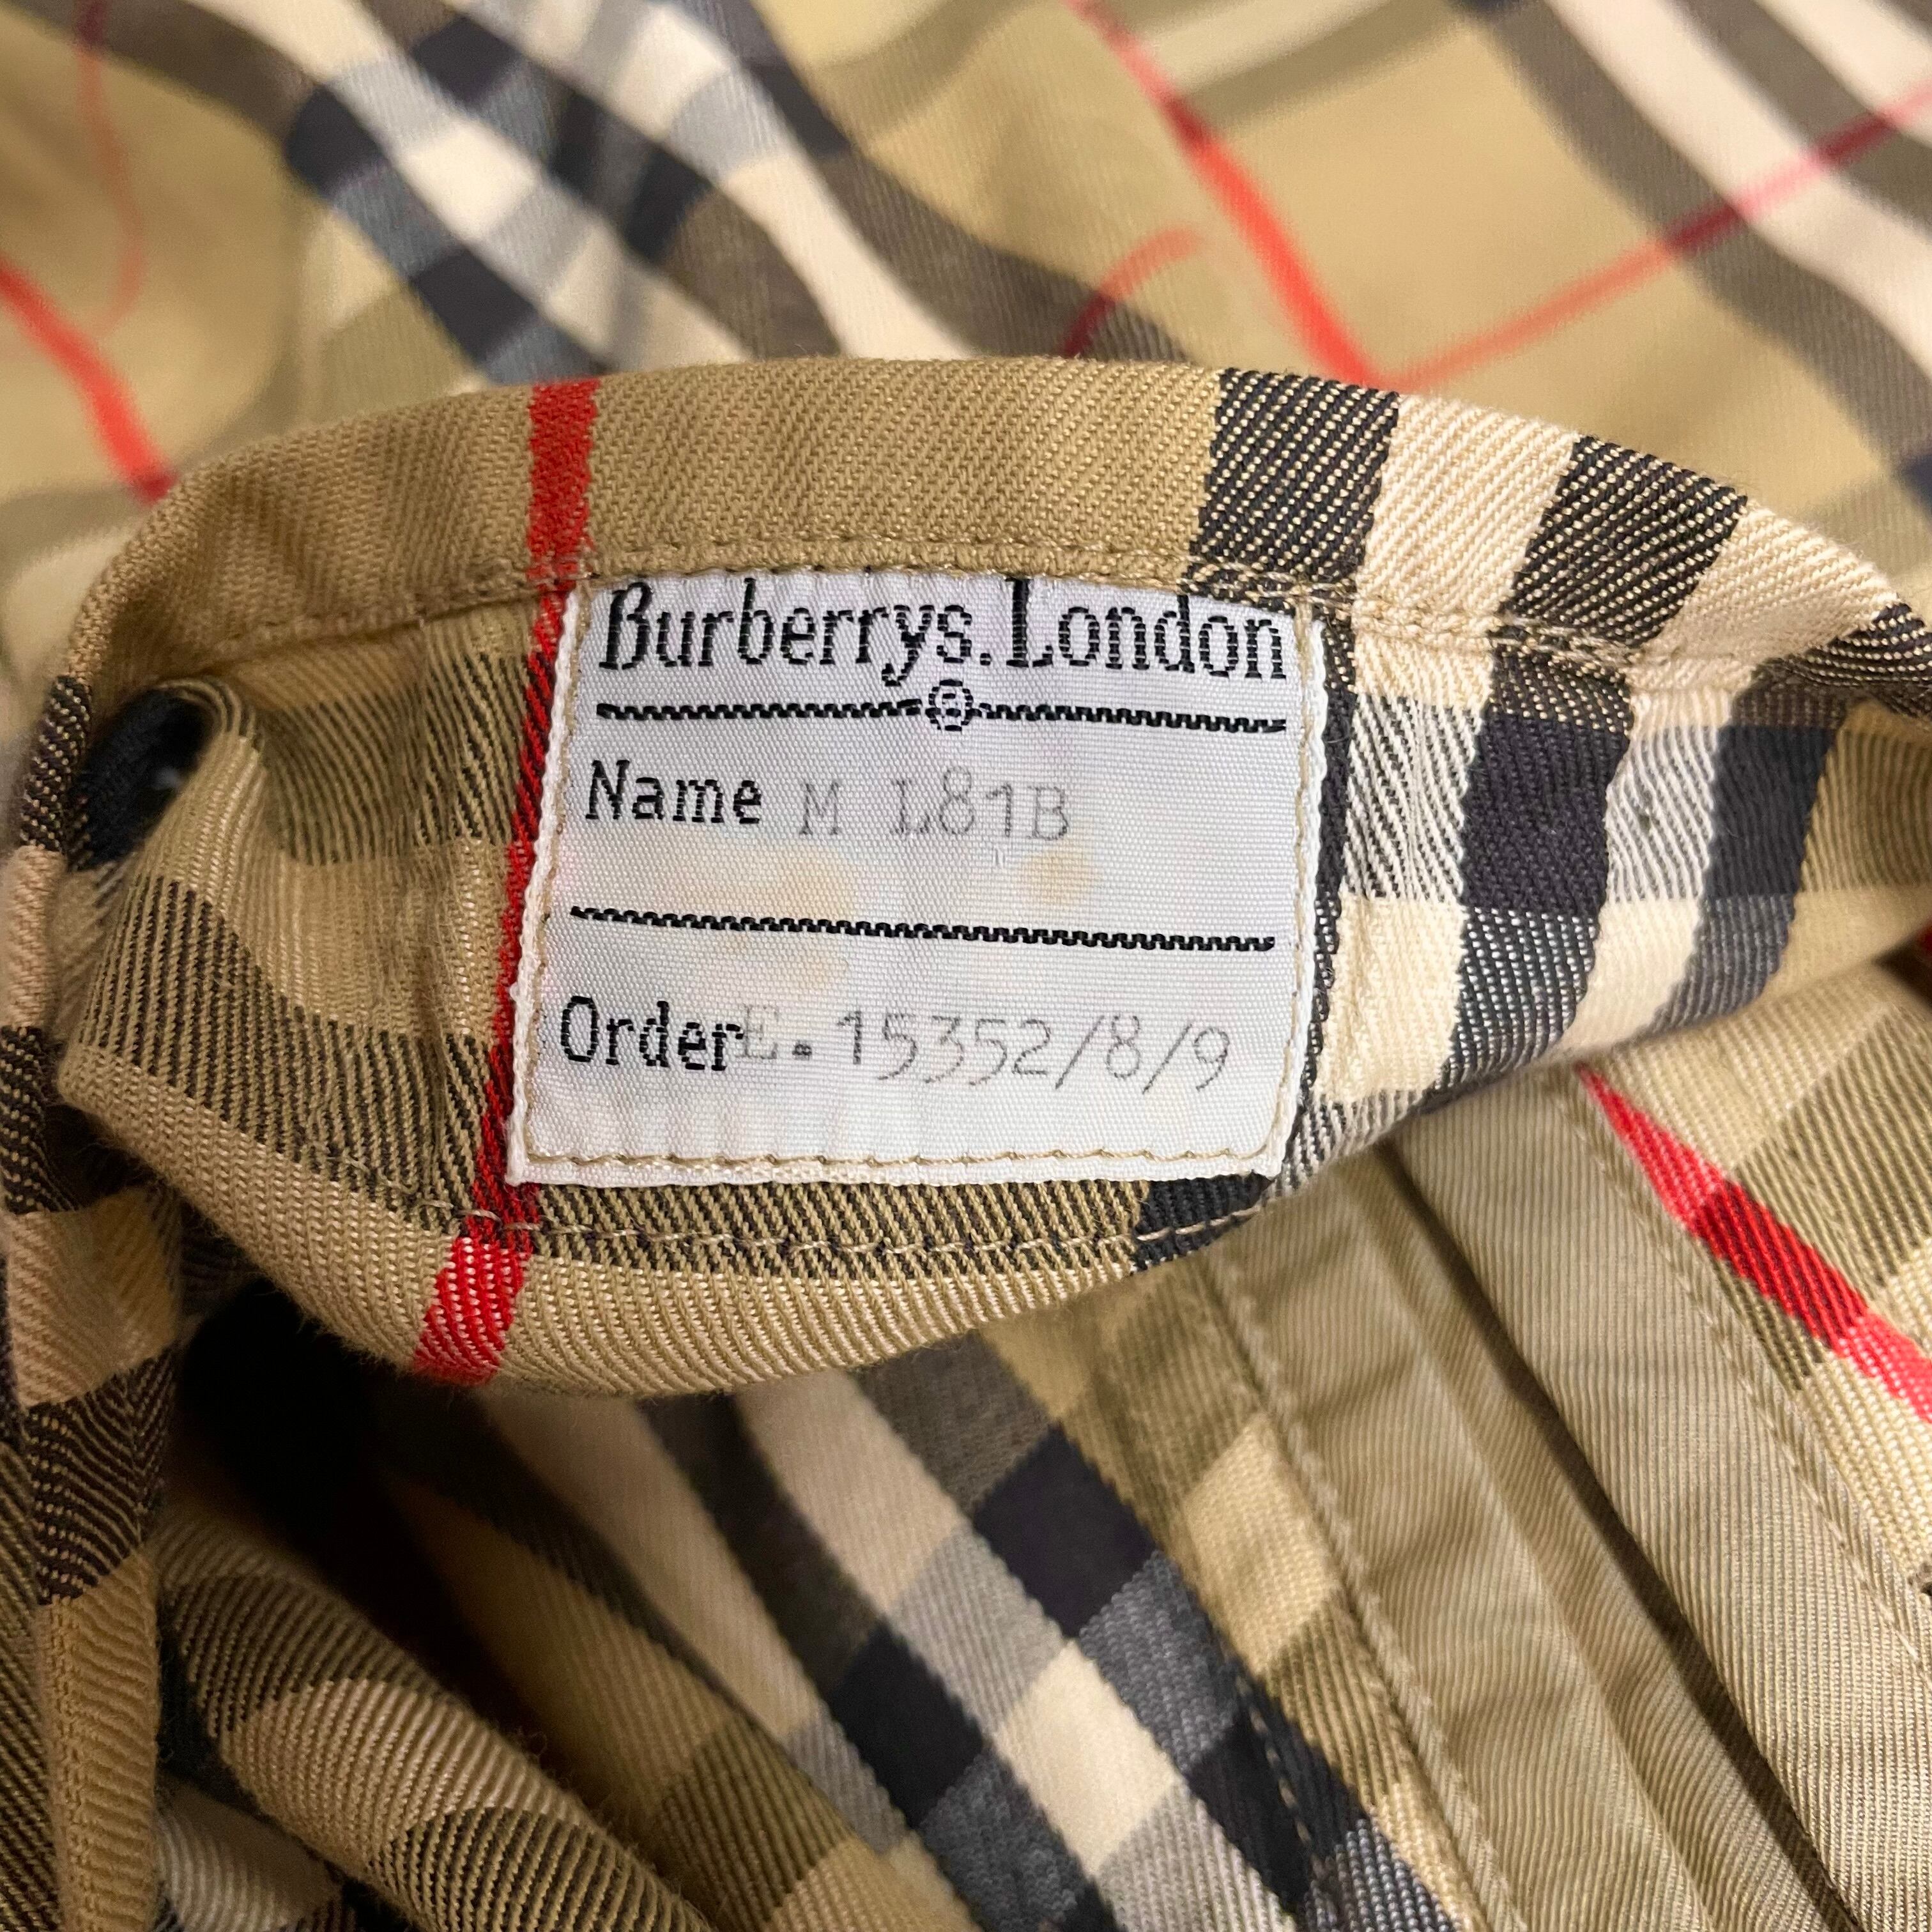 Burberrys. London
Name M L81B
Order E. 15352/8/9